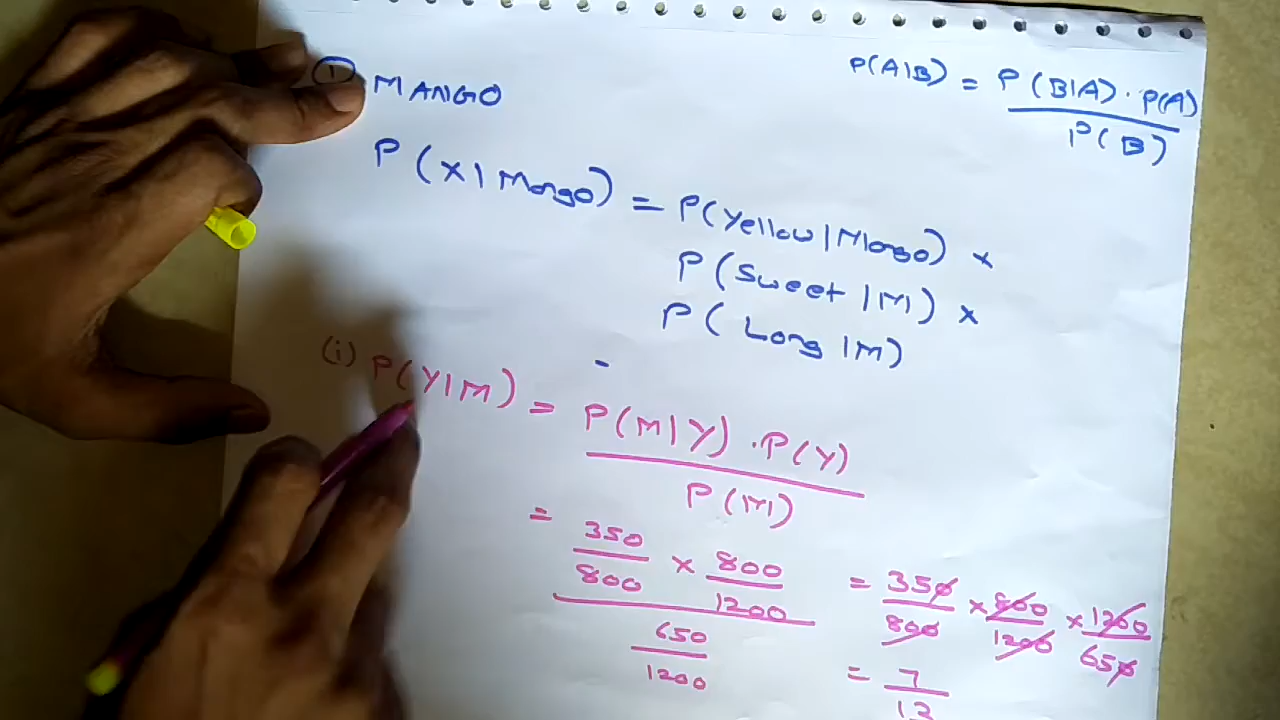 ① MANGO
P(A|B) = P(B|A) · P(A) / P(B)
P(X|Mango) = P(Yellow|Mango) ×
P(Sweet|M) ×
P(Long|M)
(i) P(Y|M) = P(M|Y) · P(Y) / P(M)
= 350/800 × 800/1200 / 650/1200
= 350/800 × 800/1200 × 1200/650
= 7/13